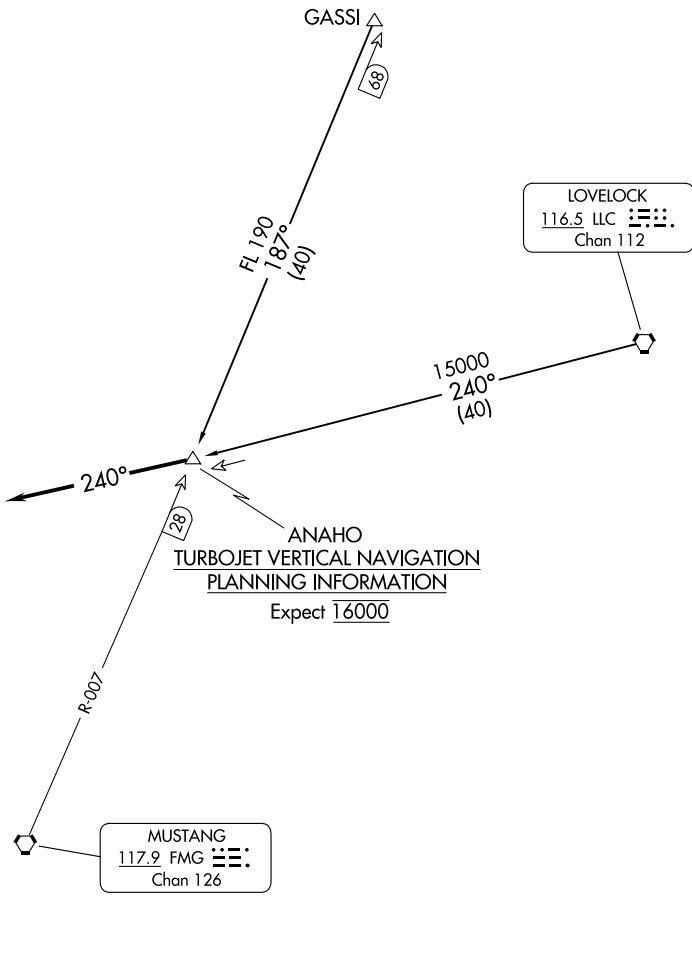 GASSI
68
FL 190
187°
(40)
LOVELOCK
116.5 LLC
Chan 112
15000
240°
(40)
240°
28
ANAHO
TURBOJET VERTICAL NAVIGATION
PLANNING INFORMATION
Expect 16000
R-007
MUSTANG
117.9 FMG
Chan 126